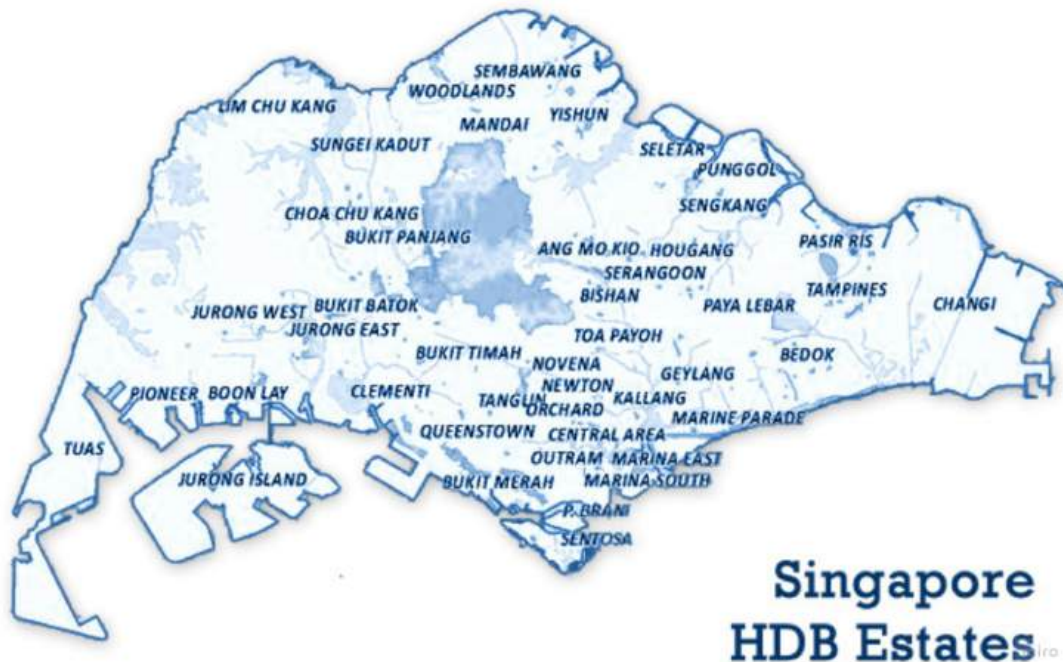 SEMBAWANG
WOODLANDS
LIM CHU KANG
YISHUN
MANDAI
SUNGEI KADUT
SELETAR
PUNGGOL
SENGKANG
CHOA CHU KANG
BUKIT PANJANG
ANG MO KIO
HOUGANG
PASIR RIS
SERANGOON
BISHAN
TAMPINES
PAYA LEBAR
CHANGI
JURONG WEST
BUKIT BATOK
JURONG EAST
TOA PAYOH
BUKIT TIMAH
BEDOK
NOVENA
GEYLANG
NEWTON
PIONEER
BOON LAY
CLEMENTI
TANGLIN
KALLANG
ORCHARD
MARINE PARADE
QUEENSTOWN
CENTRAL AREA
TUAS
OUTRAM
MARINA EAST
JURONG ISLAND
BUKIT MERAH
MARINA SOUTH
P. BRANI
SENTOSA
Singapore
HDB Estates